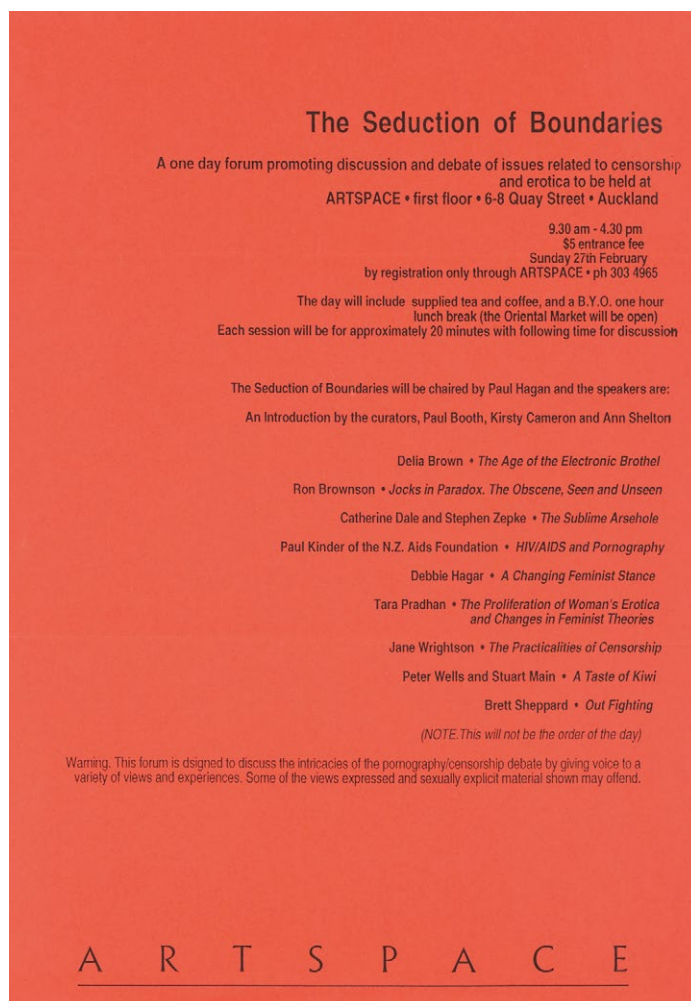 The Seduction of Boundaries
A one day forum promoting discussion and debate of issues related to censorship
and erotica to be held at
ARTSPACE • first floor • 6-8 Quay Street • Auckland
9.30 am - 4.30 pm
$5 entrance fee
Sunday 27th February
by registration only through ARTSPACE • ph 303 4965
The day will include supplied tea and coffee, and a B.Y.O. one hour
lunch break (the Oriental Market will be open)
Each session will be for approximately 20 minutes with following time for discussion
The Seduction of Boundaries will be chaired by Paul Hagan and the speakers are:
An Introduction by the curators, Paul Booth, Kirsty Cameron and Ann Shelton
Delia Brown • The Age of the Electronic Brothel
Ron Brownson • Jocks in Paradox. The Obscene, Seen and Unseen
Catherine Dale and Stephen Zepke • The Sublime Arsehole
Paul Kinder of the N.Z. Aids Foundation • HIV/AIDS and Pornography
Debbie Hagar • A Changing Feminist Stance
Tara Pradhan • The Proliferation of Woman's Erotica
and Changes in Feminist Theories
Jane Wrightson • The Practicalities of Censorship
Peter Wells and Stuart Main • A Taste of Kiwi
Brett Sheppard • Out Fighting
(NOTE.This will not be the order of the day)
Warning. This forum is dsigned to discuss the intricacies of the pornography/censorship debate by giving voice to a
variety of views and experiences. Some of the views expressed and sexually explicit material shown may offend.
ARTSPACE